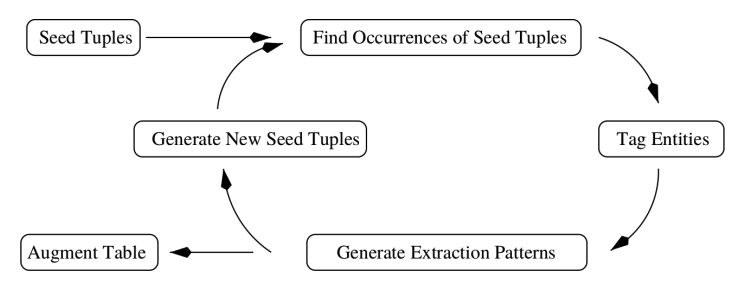 Seed Tuples
Find Occurrences of Seed Tuples
Generate New Seed Tuples
Tag Entities
Augment Table
Generate Extraction Patterns